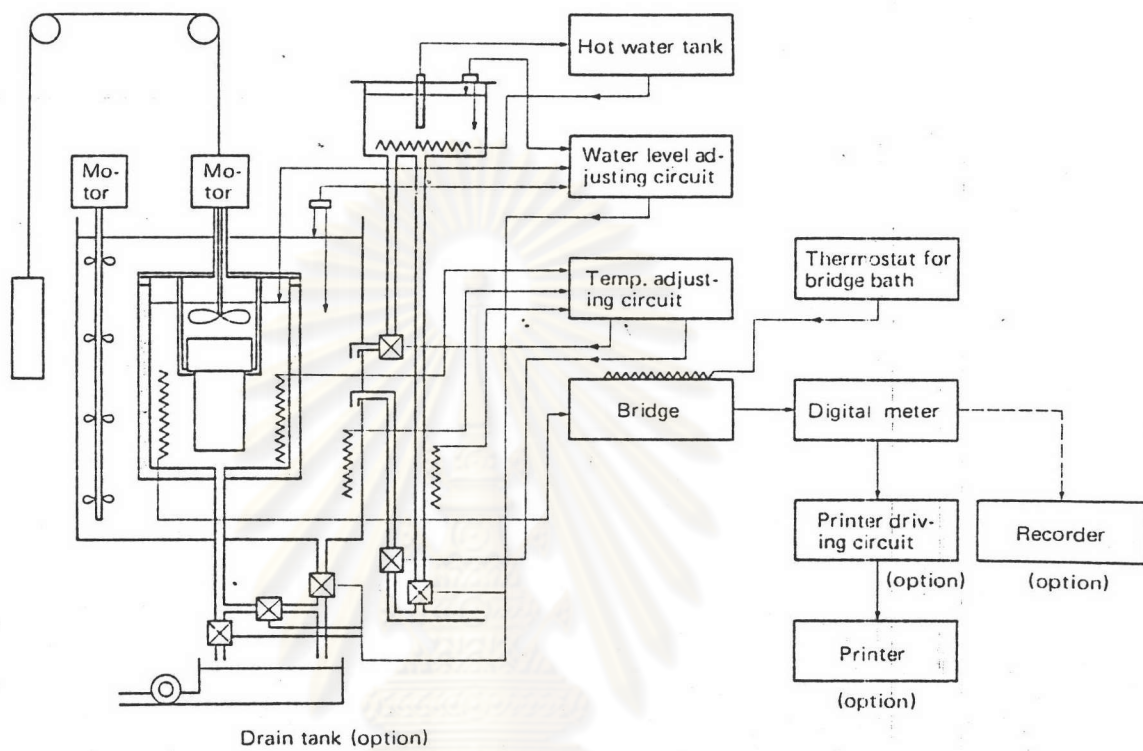 Hot water tank
Water level ad-
justing circuit
Mo-
tor
Mo-
tor
Thermostat for
bridge bath
Temp. adjust-
ing circuit
Bridge
Digital meter
Printer driv-
ing circuit
(option)
Recorder
(option)
Printer
(option)
Drain tank (option)